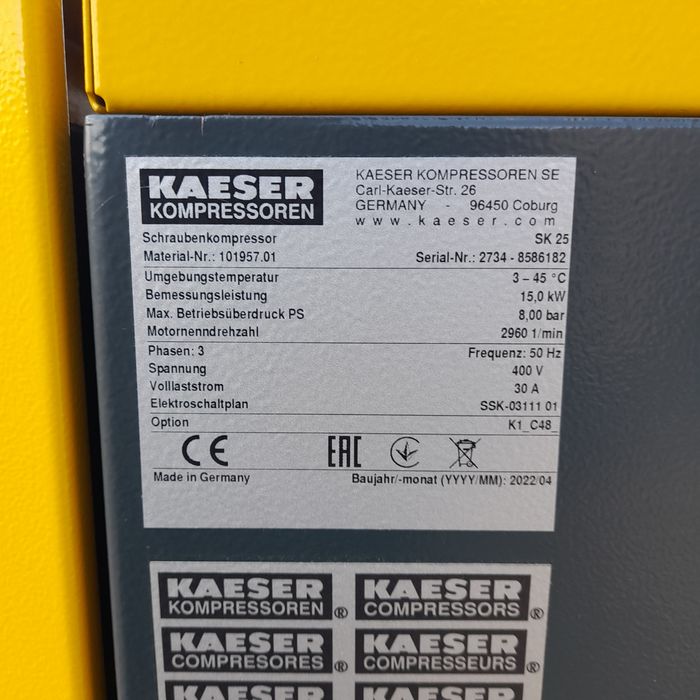 KAESER
KOMPRESSOREN
KAESER KOMPRESSOREN SE
Carl-Kaeser-Str. 26
GERMANY - 96450 Coburg
www.kaeser.com
Schraubenkompressor SK 25
Material-Nr.: 101957.01 Serial-Nr.: 2734 - 8586182
Umgebungstemperatur 3 – 45 °C
Bemessungsleistung 15,0 kW
Max. Betriebsüberdruck PS 8,00 bar
Motornenndrehzahl 2960 1/min
Phasen: 3 Frequenz: 50 Hz
Spannung 400 V
Volllaststrom 30 A
Elektroschaltplan SSK-03111 01
Option K1_C48_
CE EAC
Made in Germany Baujahr/-monat (YYYY/MM): 2022/04
KAESER KAESER
KOMPRESSOREN® COMPRESSORS®
KAESER KAESER
COMPRESORES® COMPRESSEURS®
KAESER KAESER